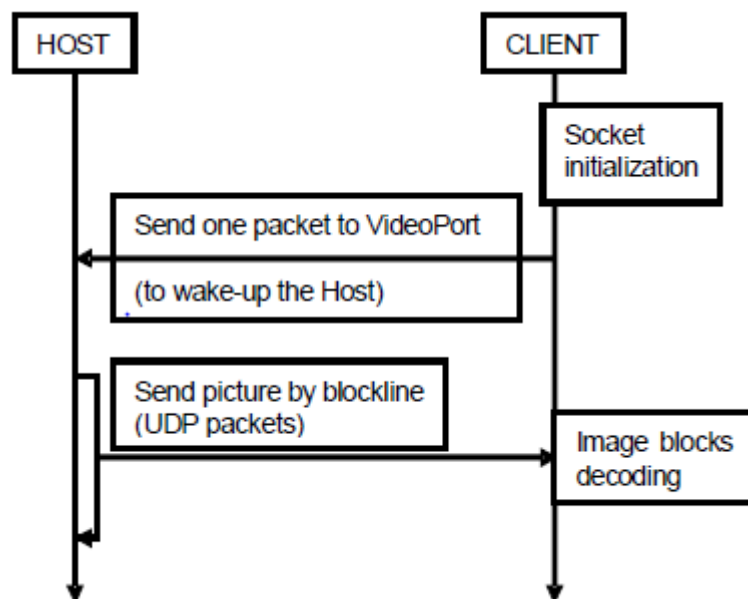 HOST
CLIENT
Socket
initialization
Send one packet to VideoPort
(to wake-up the Host)
Send picture by blockline
(UDP packets)
Image blocks
decoding